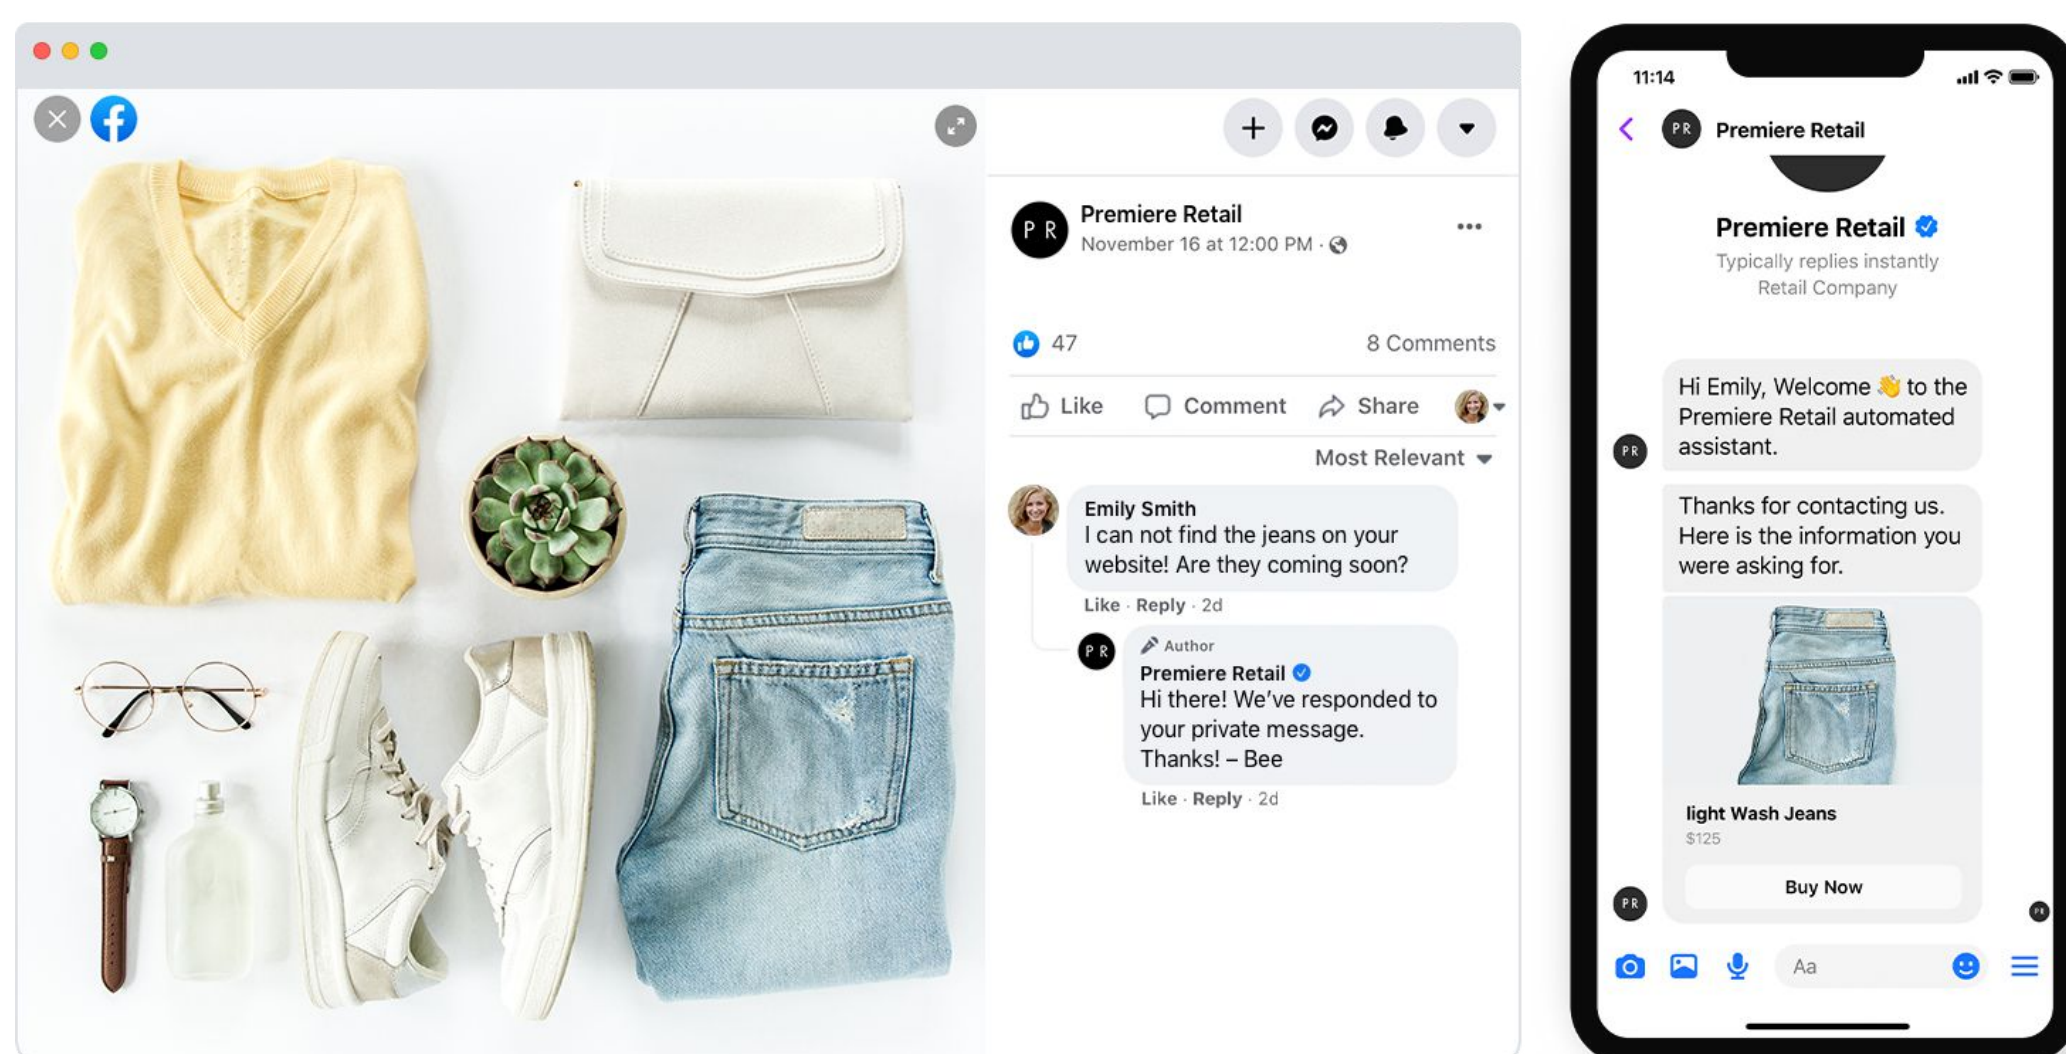 P R
Premiere Retail
November 16 at 12:00 PM ·
47
8 Comments
Like
Comment
Share
Most Relevant
Emily Smith
I can not find the jeans on your
website! Are they coming soon?
Like · Reply · 2d
P R
Author
Premiere Retail
Hi there! We’ve responded to
your private message.
Thanks! – Bee
Like · Reply · 2d
11:14
P R
Premiere Retail
Premiere Retail
Typically replies instantly
Retail Company
Hi Emily, Welcome 👋 to the
Premiere Retail automated
assistant.
P R
Thanks for contacting us.
Here is the information you
were asking for.
light Wash Jeans
$125
Buy Now
P R
P R
Aa